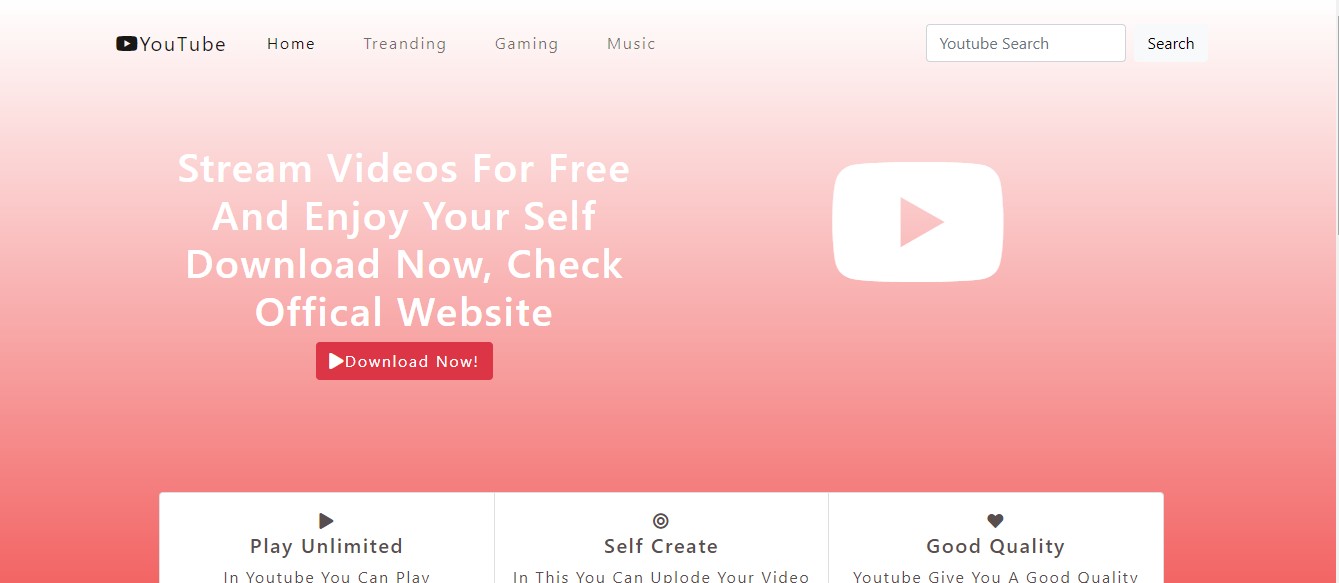 YouTube Home Treanding Gaming Music Youtube Search Search
Stream Videos For Free
And Enjoy Your Self
Download Now, Check
Offical Website
Download Now!
Play Unlimited Self Create Good Quality
In Youtube You Can Play In This You Can Uplode Your Video Youtube Give You A Good Quality